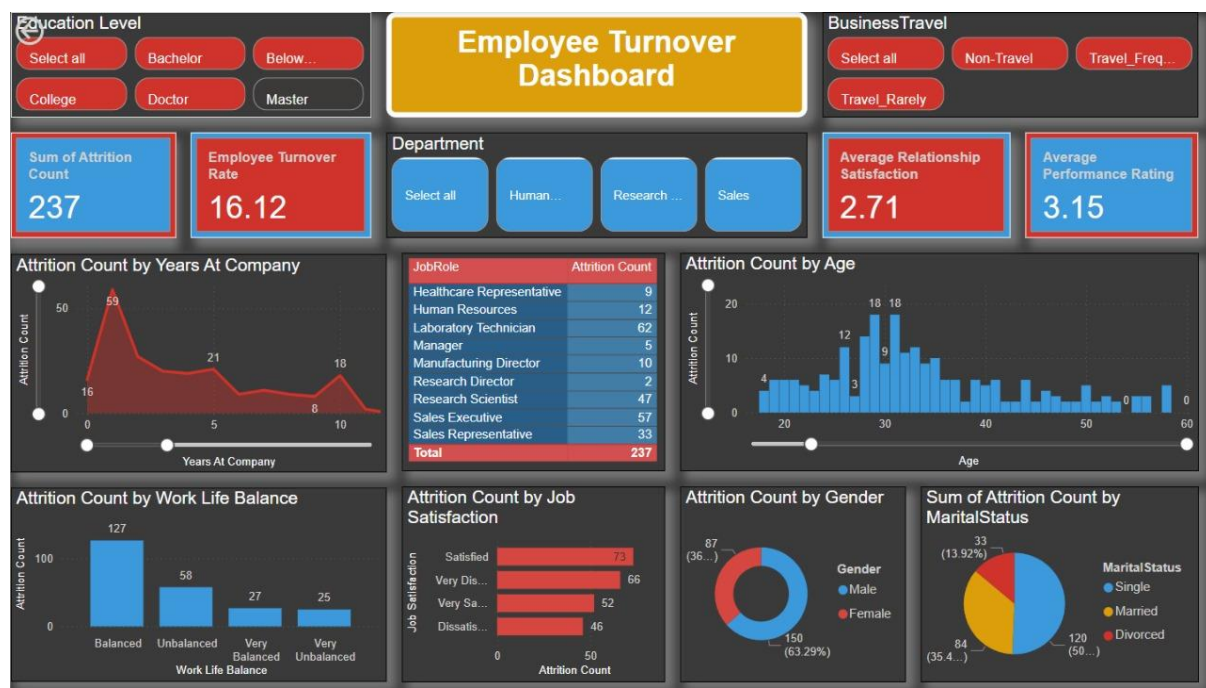 Education Level
Select all
Bachelor
Below...
College
Doctor
Master
Employee Turnover
Dashboard
BusinessTravel
Select all
Non-Travel
Travel_Freq...
Travel_Rarely
Sum of Attrition
Count
237
Employee Turnover
Rate
16.12
Department
Select all
Human...
Research ...
Sales
Average Relationship
Satisfaction
2.71
Average
Performance Rating
3.15
Attrition Count by Years At Company
Attrition Count
50
0
16
59
21
8
18
0
5
10
Years At Company
JobRole Attrition Count
Healthcare Representative 9
Human Resources 12
Laboratory Technician 62
Manager 5
Manufacturing Director 10
Research Director 2
Research Scientist 47
Sales Executive 57
Sales Representative 33
Total 237
Attrition Count by Age
Attrition Count
20
10
0
4
12
3
18
9
18
0
0
20
30
40
50
60
Age
Attrition Count by Work Life Balance
Attrition Count
100
0
127
58
27
25
Balanced
Unbalanced
Very
Balanced
Very
Unbalanced
Work Life Balance
Attrition Count by Job
Satisfaction
Job Satisfaction
Satisfied 73
Very Dis... 66
Very Sa... 52
Dissatis... 46
0
50
Attrition Count
Attrition Count by Gender
87
(36...)
150
(63.29%)
Gender
Male
Female
Sum of Attrition Count by
MaritalStatus
33
(13.92%)
84
(35.4...)
120
(50...)
MaritalStatus
Single
Married
Divorced